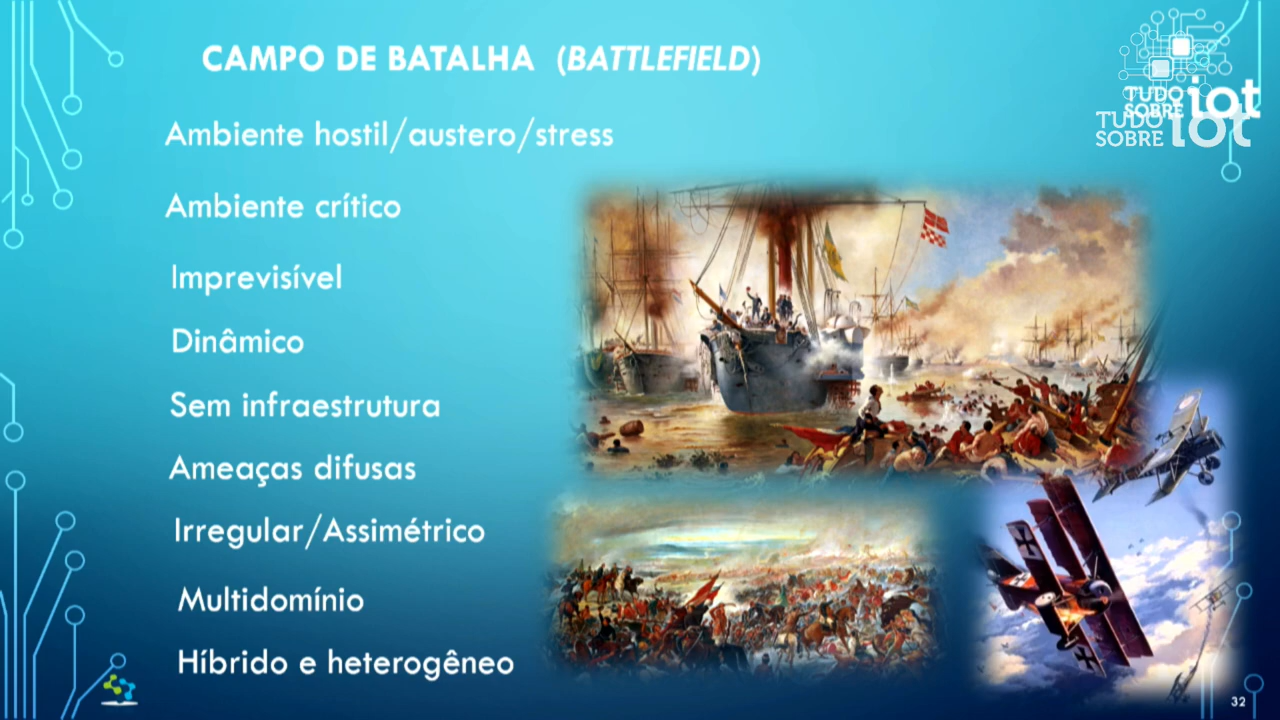 CAMPO DE BATALHA (BATTLEFIELD)
TUDO SOBRE iot
TUDO SOBRE iot
Ambiente hostil/austero/stress
Ambiente crítico
Imprevisível
Dinâmico
Sem infraestrutura
Ameaças difusas
Irregular/Assimétrico
Multidomínio
Híbrido e heterogêneo
32